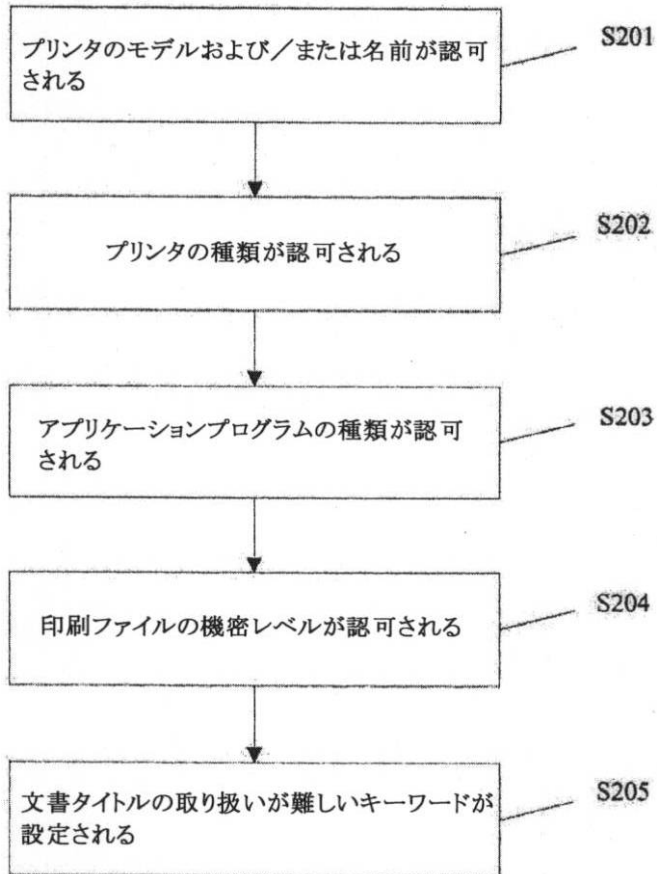 プリンタのモデルおよび／または名前が認可
される
S201
プリンタの種類が認可される
S202
アプリケーションプログラムの種類が認可
される
S203
印刷ファイルの機密レベルが認可される
S204
文書タイトルの取り扱いが難しいキーワードが
設定される
S205